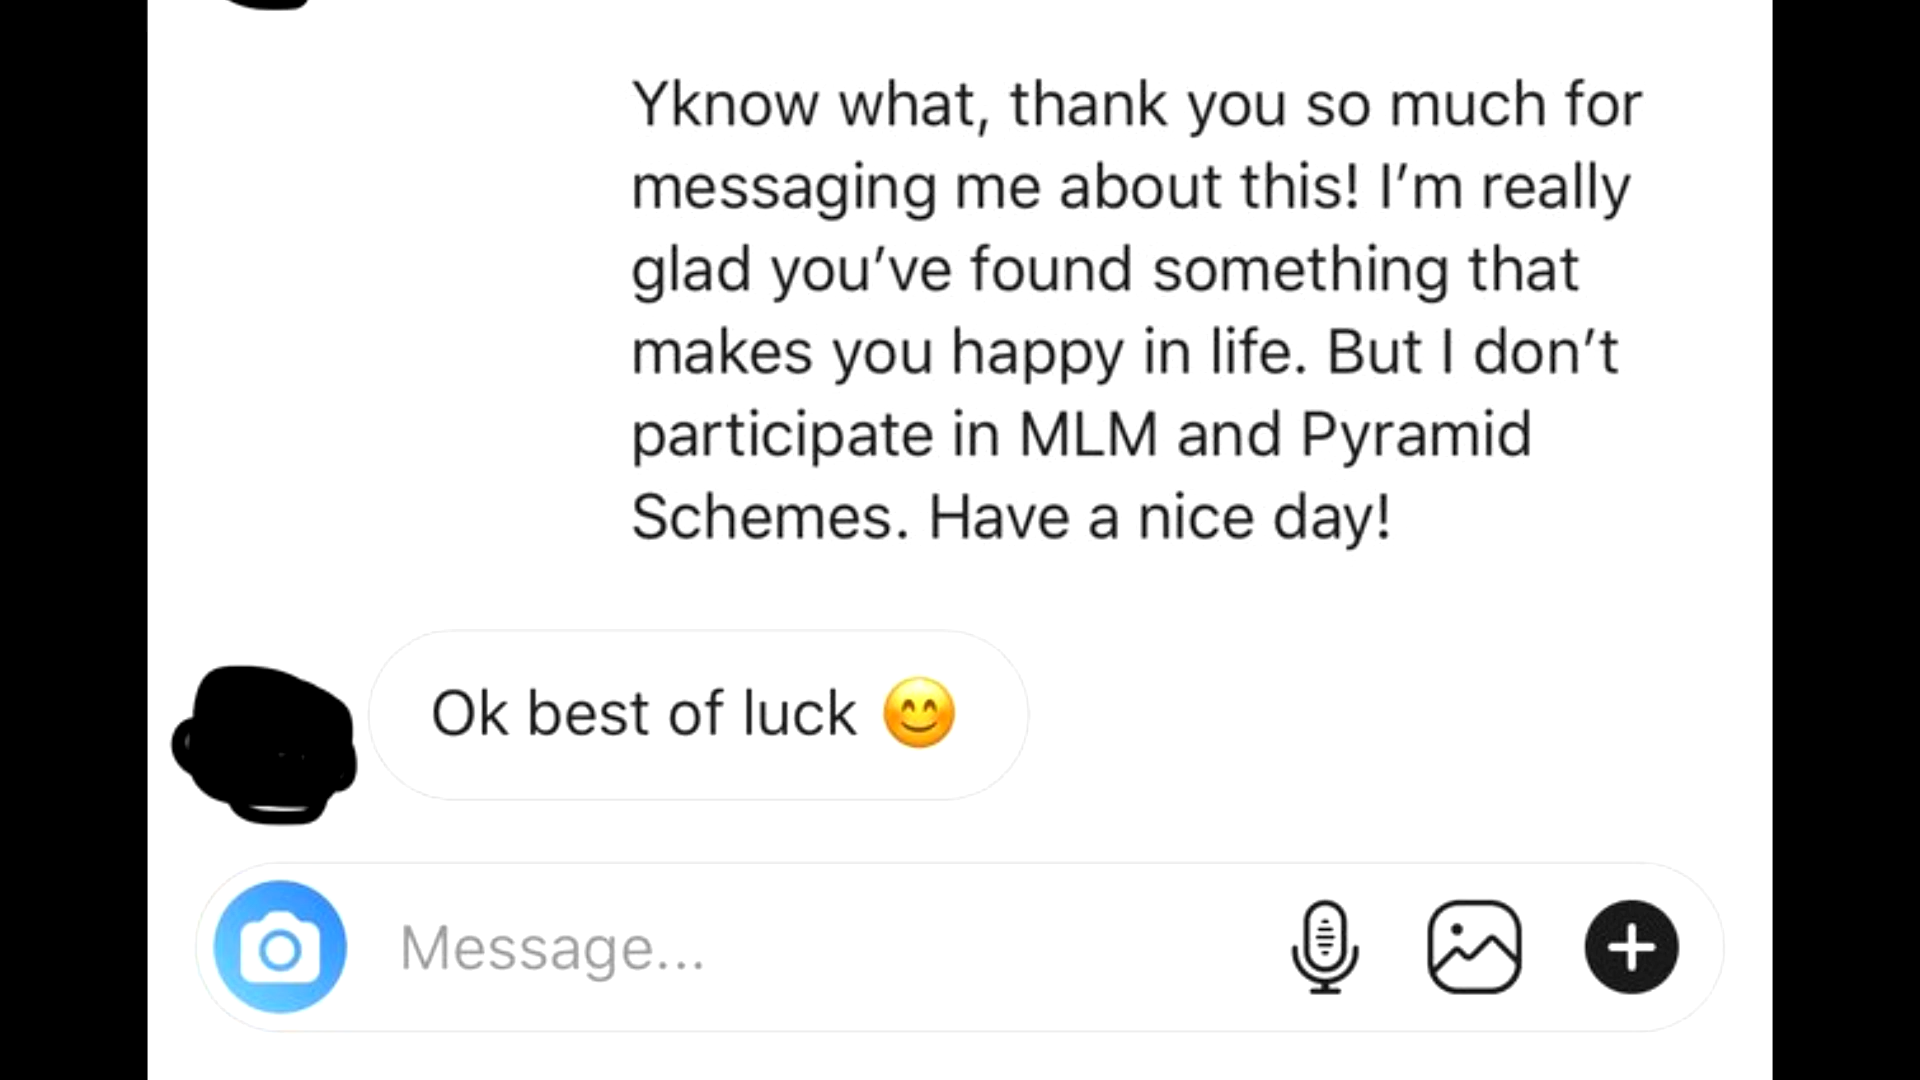 Yknow what, thank you so much for
messaging me about this! I’m really
glad you’ve found something that
makes you happy in life. But I don’t
participate in MLM and Pyramid
Schemes. Have a nice day!
Ok best of luck 😊
Message...